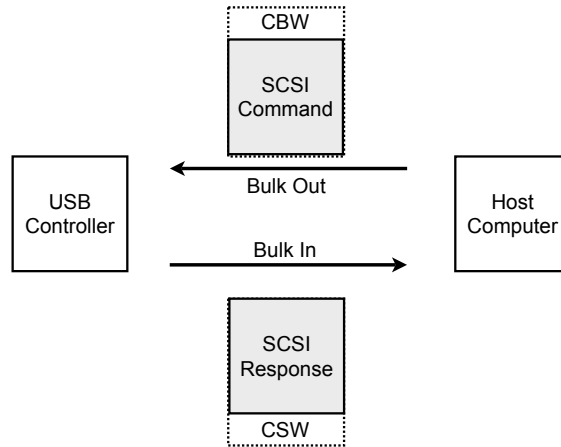 CBW
SCSI
Command
USB
Controller
Bulk Out
Host
Computer
Bulk In
SCSI
Response
CSW